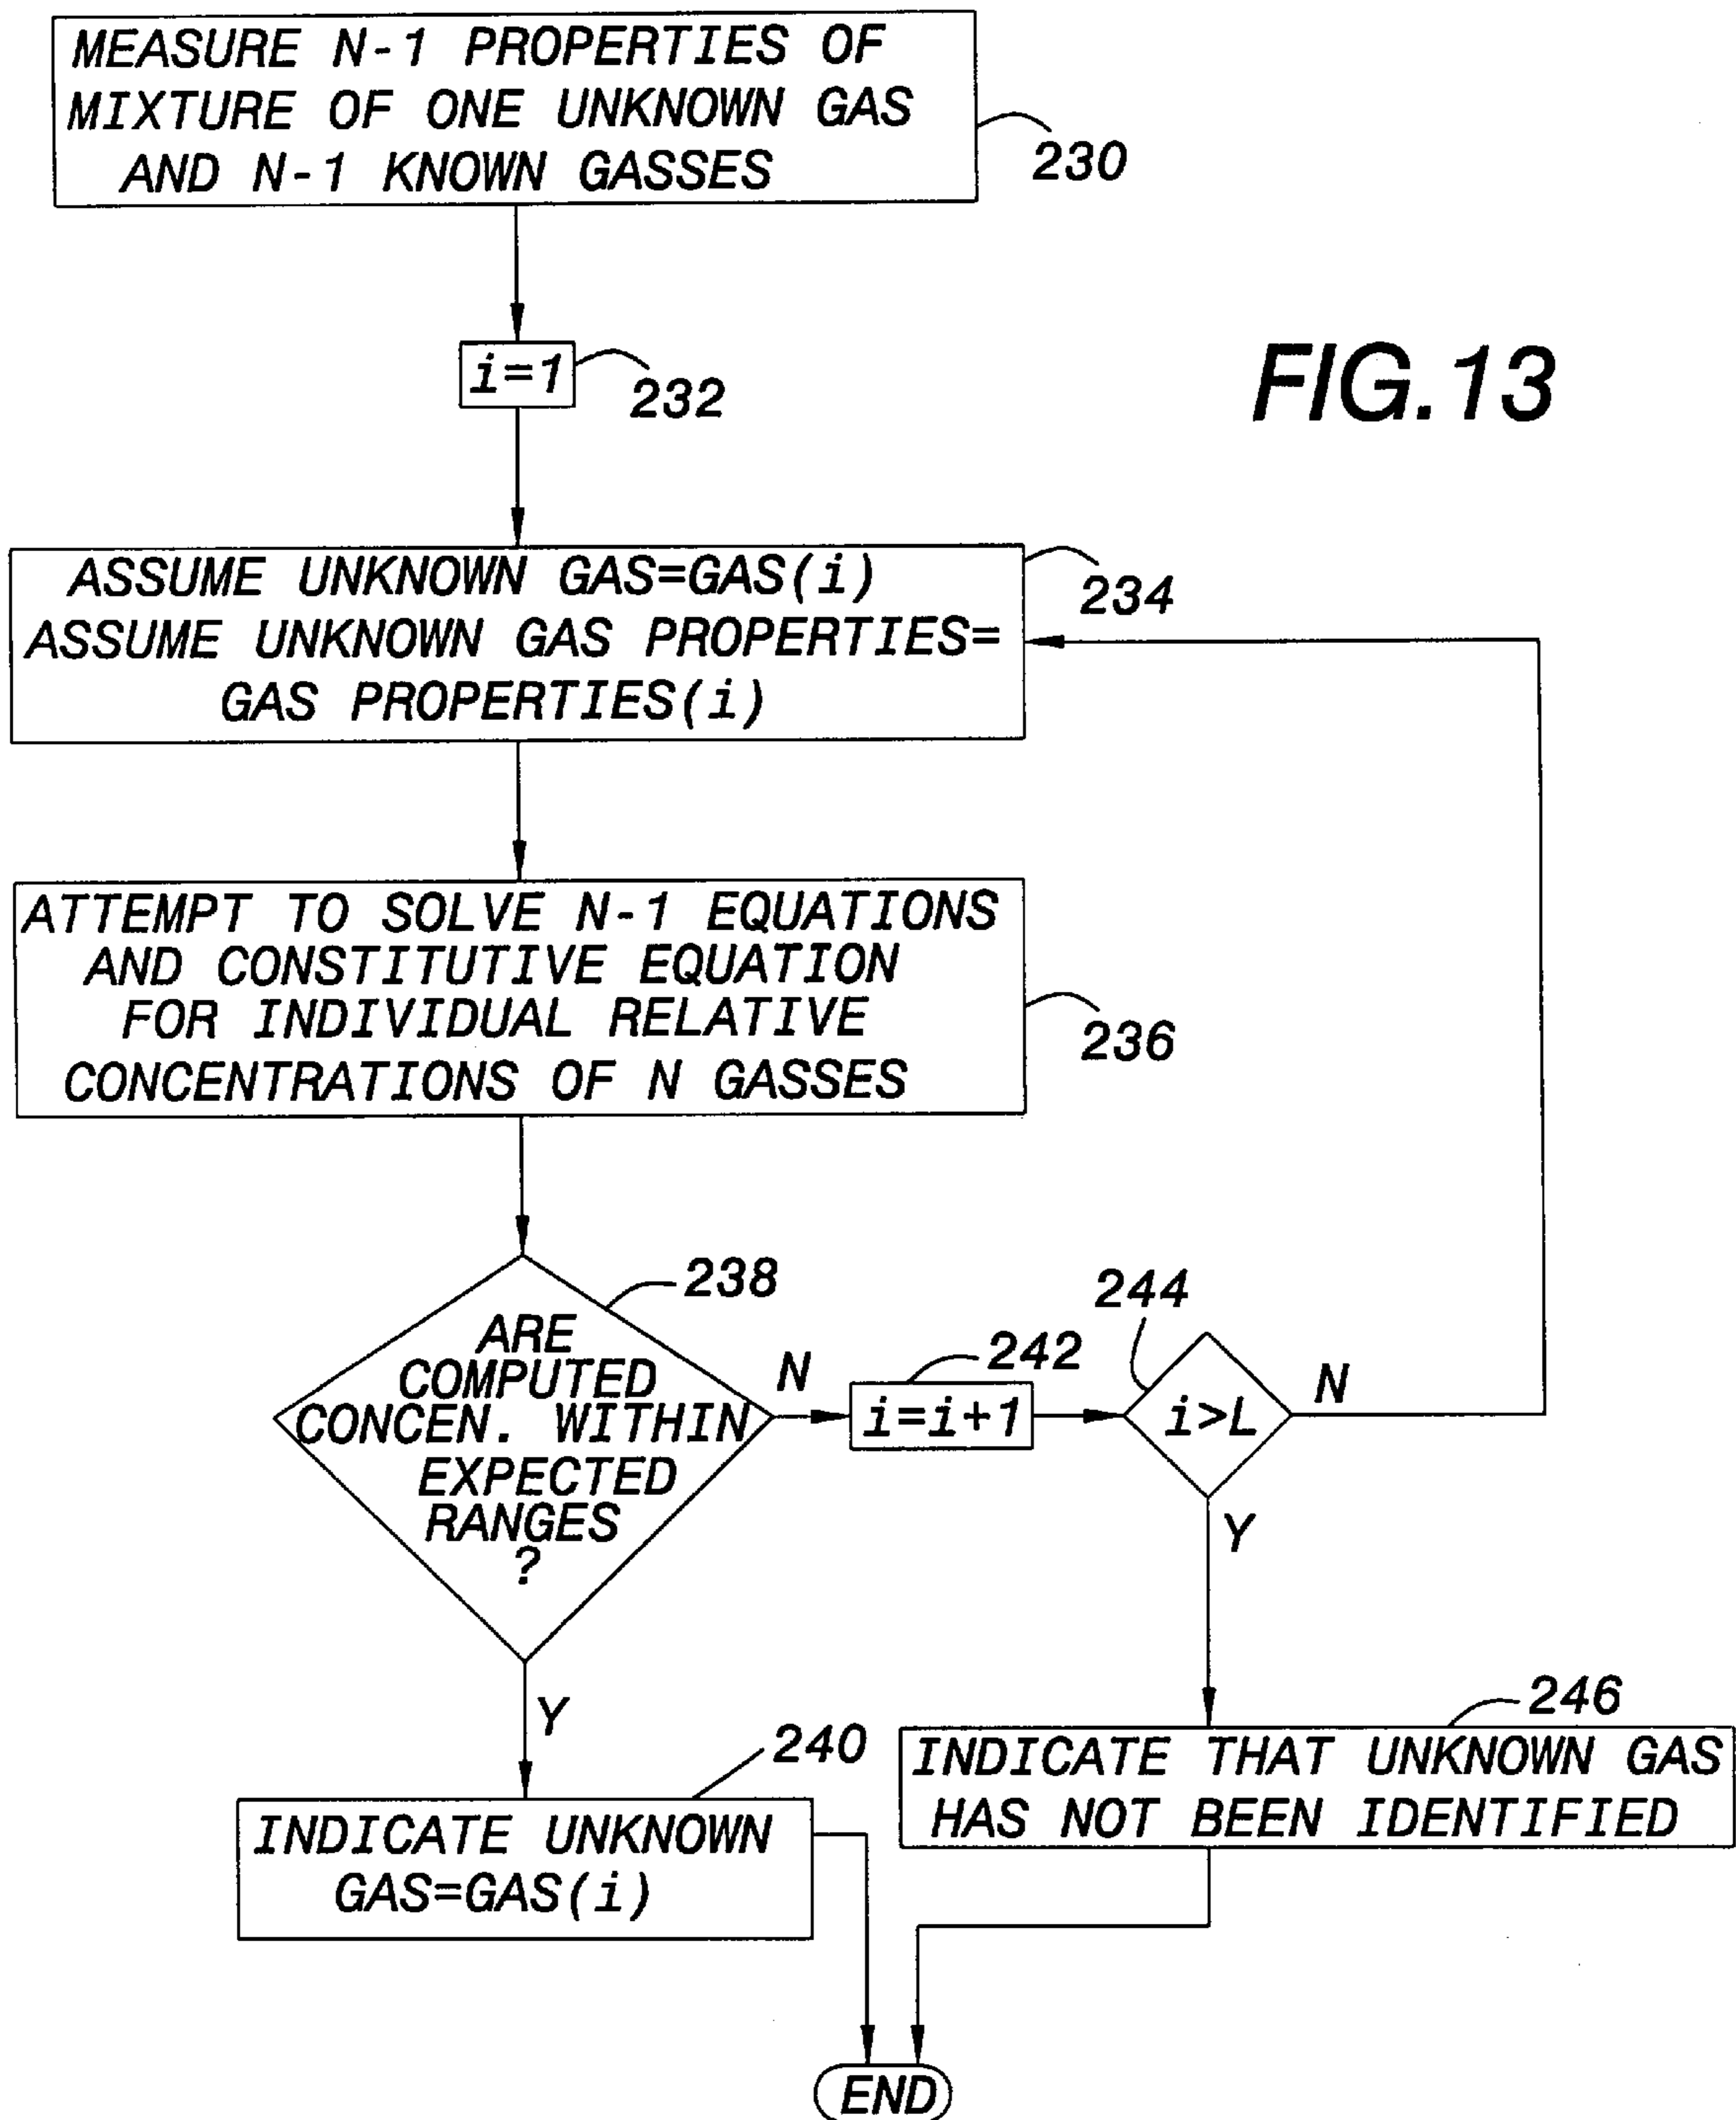 MEASURE N-1 PROPERTIES OF
MIXTURE OF ONE UNKNOWN GAS
AND N-1 KNOWN GASSES
230
i=1
232
FIG.13
ASSUME UNKNOWN GAS=GAS(i)
ASSUME UNKNOWN GAS PROPERTIES=
GAS PROPERTIES(i)
234
ATTEMPT TO SOLVE N-1 EQUATIONS
AND CONSTITUTIVE EQUATION
FOR INDIVIDUAL RELATIVE
CONCENTRATIONS OF N GASSES
236
ARE
COMPUTED
CONCEN. WITHIN
EXPECTED
RANGES
?
238
N
i=i+1
242
i>L
244
N
Y
Y
INDICATE UNKNOWN
GAS=GAS(i)
240
INDICATE THAT UNKNOWN GAS
HAS NOT BEEN IDENTIFIED
246
END